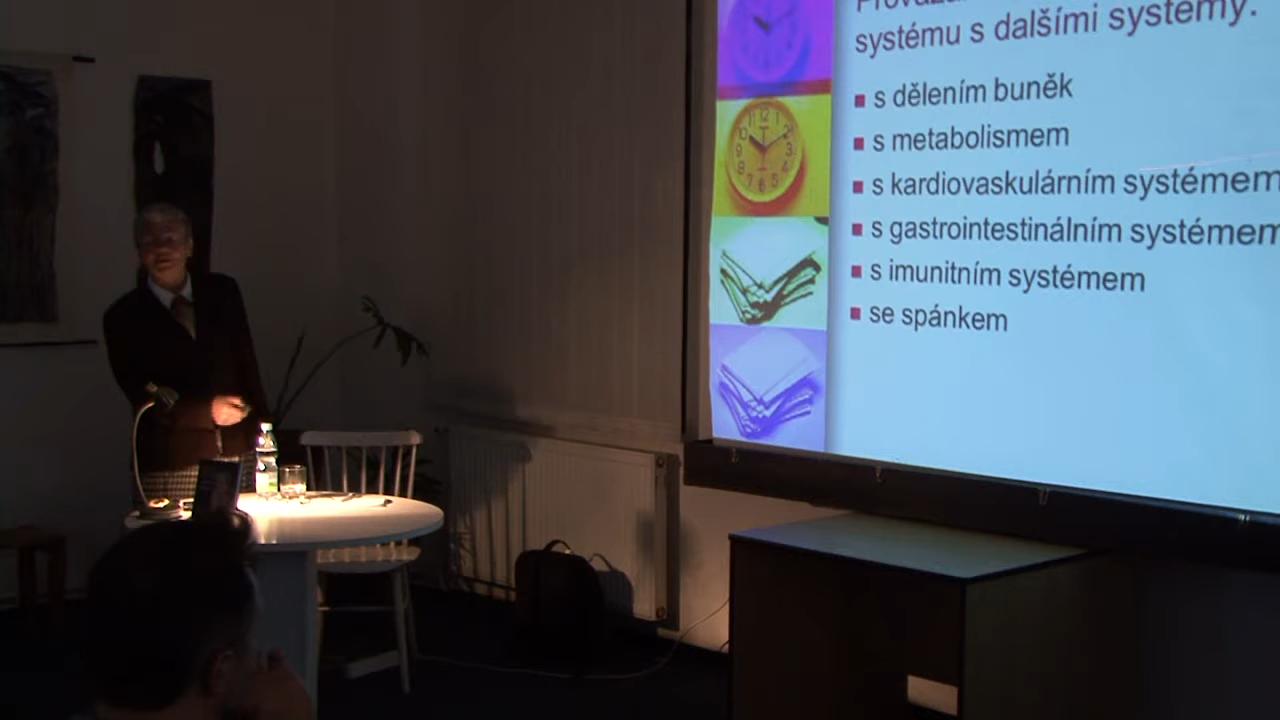 systému s dalšími systémy:
s dělením buněk
s metabolismem
s kardiovaskulárním systémem
s gastrointestinálním systémem
s imunitním systémem
se spánkem